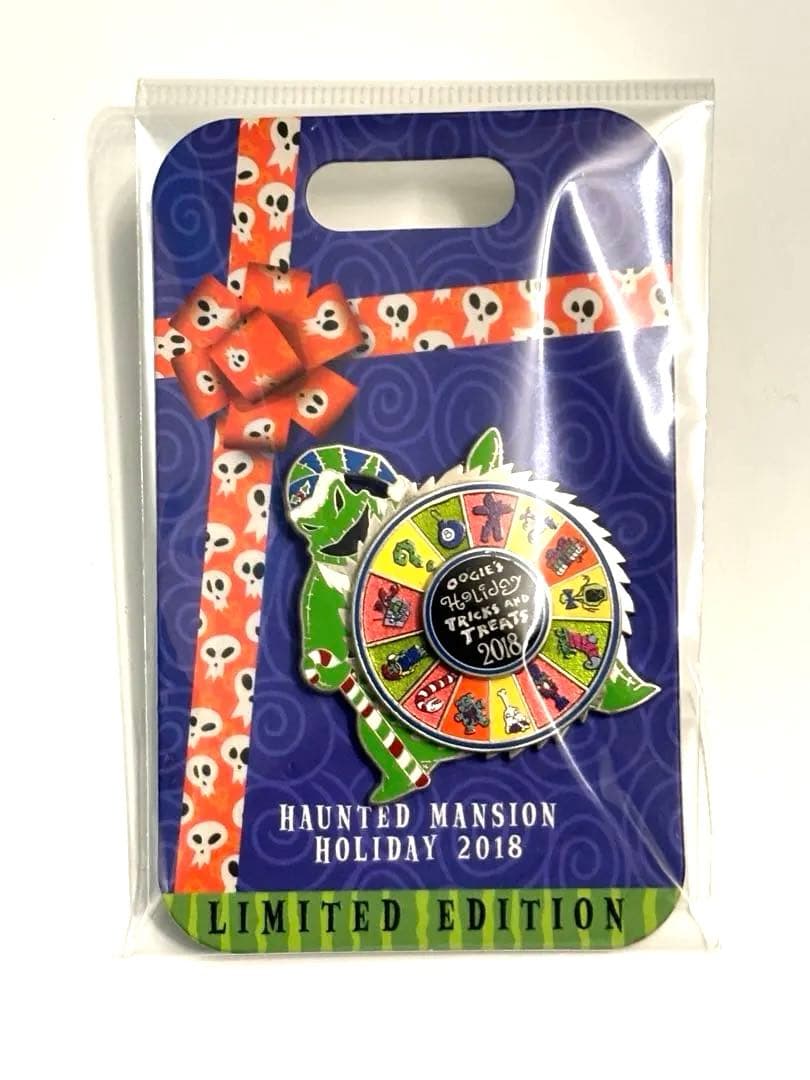 OOGIE'S
HOLiDAY
TRICKS AND
TREATS
2018
HAUNTED MANSION
HOLIDAY 2018
LIMITED EDITION